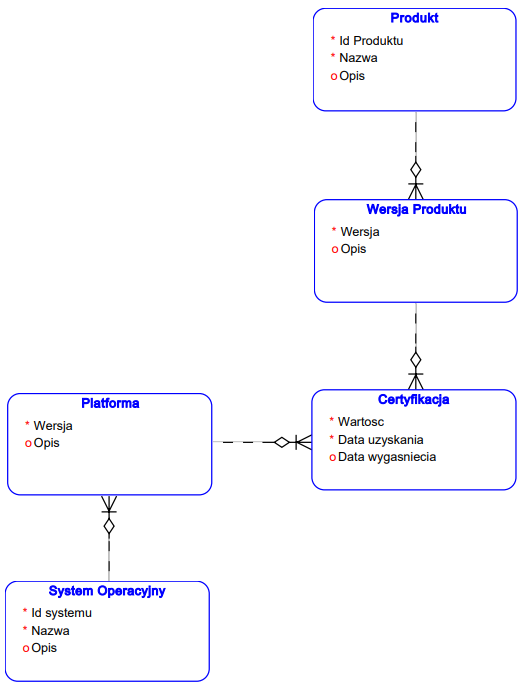 Produkt
* Id Produktu
* Nazwa
o Opis
Wersja Produktu
* Wersja
o Opis
Certyfikacja
* Wartosc
* Data uzyskania
o Data wygasniecia
Platforma
* Wersja
o Opis
System Operacyjny
* Id systemu
* Nazwa
o Opis